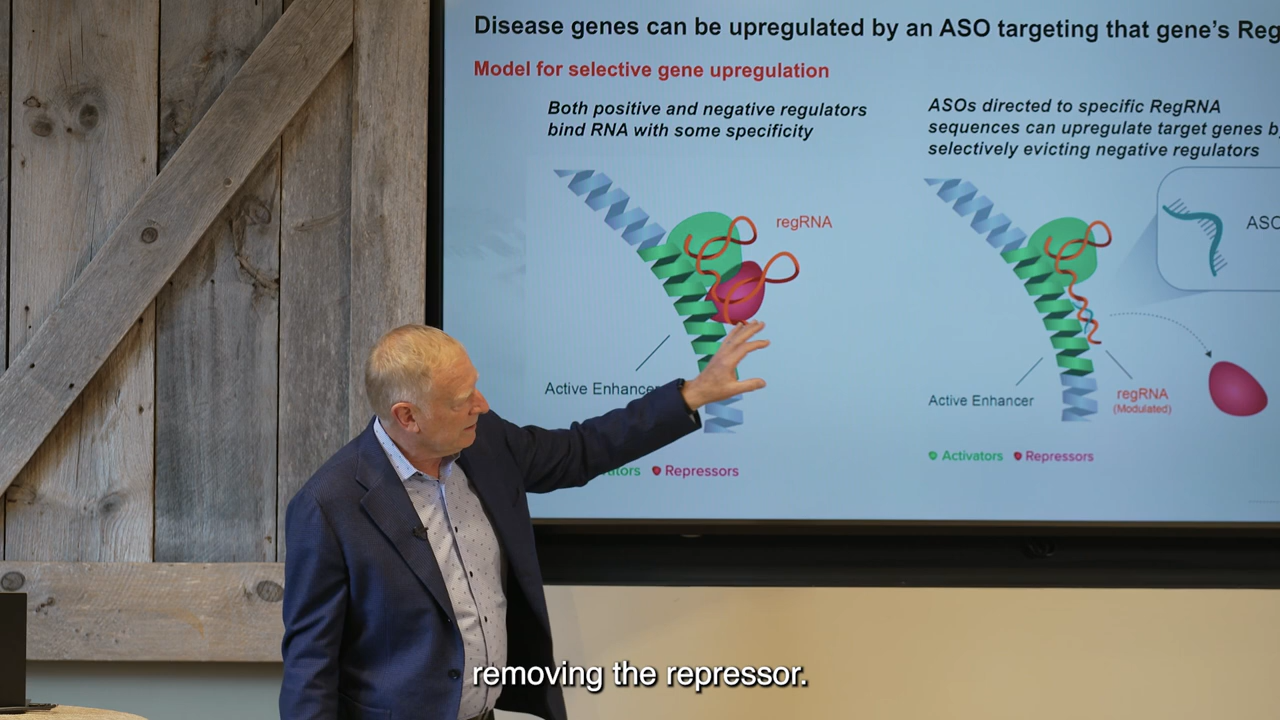 Disease genes can be upregulated by an ASO targeting that gene's Reg
Model for selective gene upregulation
Both positive and negative regulators
bind RNA with some specificity
regRNA
Active Enhancer
Repressors
ASOs directed to specific RegRNA
sequences can upregulate target genes
selectively evicting negative regulators
ASO
Active Enhancer
regRNA
(Modulated)
Activators
Repressors
removing the repressor.